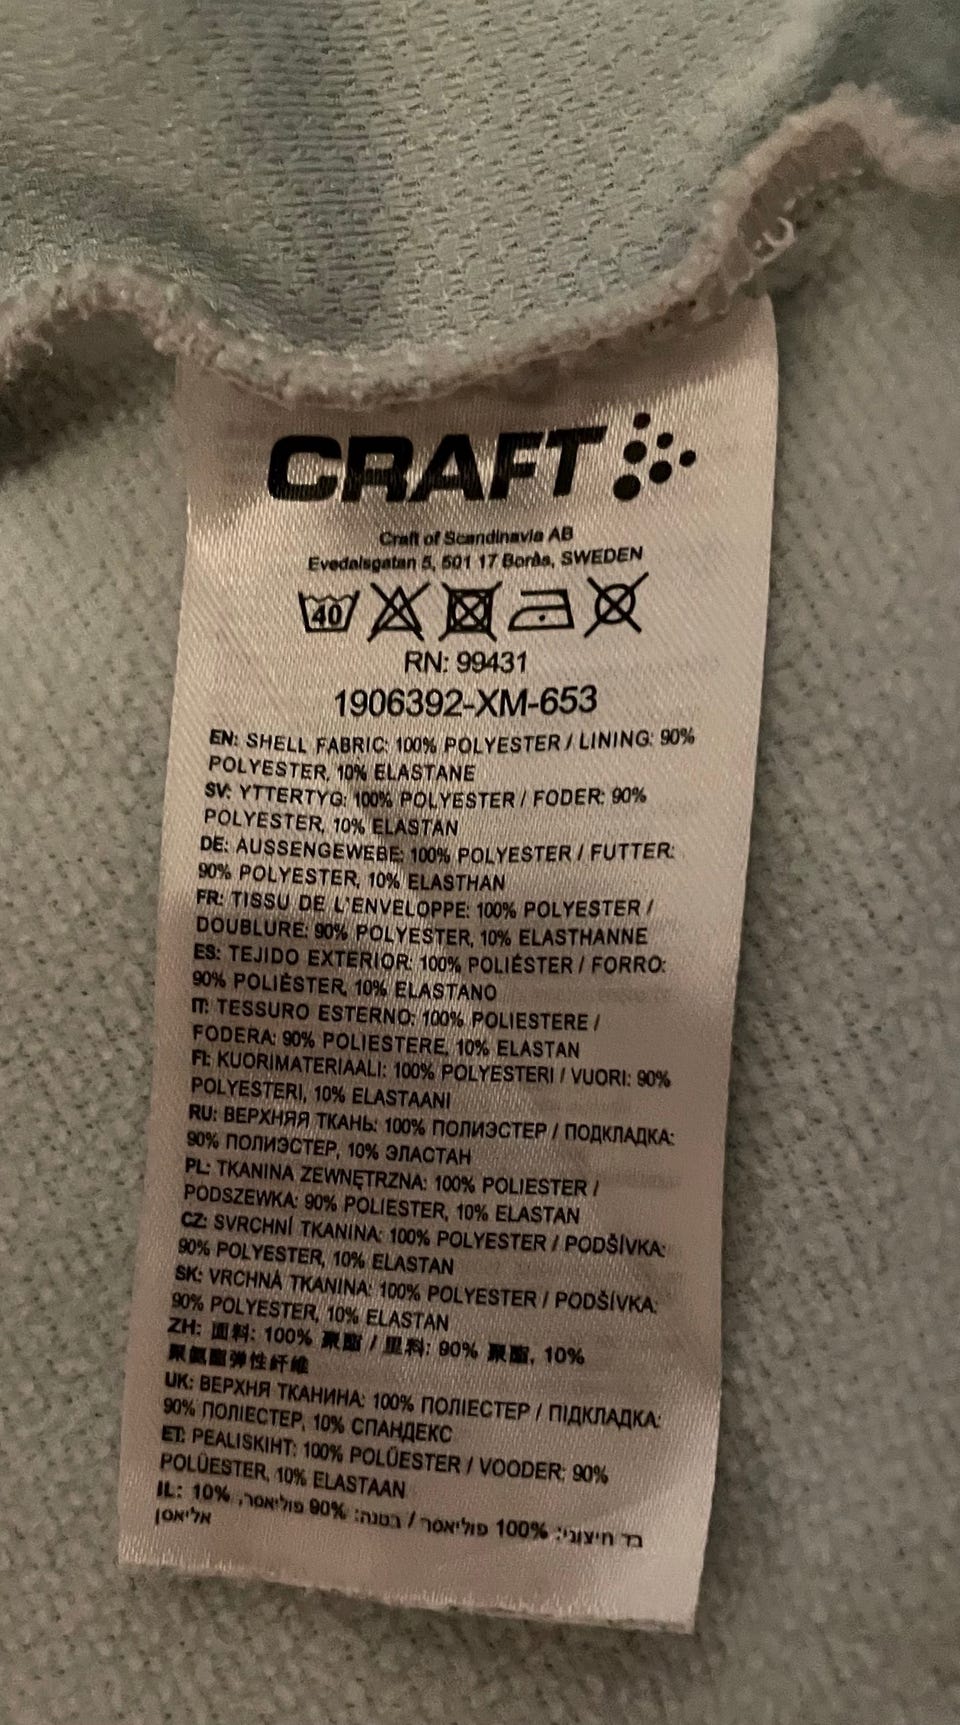 CRAFT
Craft of Scandinavia AB
Evedalsgatan 5, 501 17 Borås, SWEDEN
40
RN: 99431
1906392-XM-653
EN: SHELL FABRIC: 100% POLYESTER / LINING: 90%
POLYESTER, 10% ELASTANE
SV: YTTERTYG: 100% POLYESTER / FODER: 90%
POLYESTER, 10% ELASTAN
DE: AUSSENGEWEBE: 100% POLYESTER / FUTTER:
90% POLYESTER, 10% ELASTHAN
FR: TISSU DE L'ENVELOPPE: 100% POLYESTER /
DOUBLURE: 90% POLYESTER, 10% ELASTHANNE
ES: TEJIDO EXTERIOR: 100% POLIÉSTER / FORRO:
90% POLIÉSTER, 10% ELASTANO
IT: TESSURO ESTERNO: 100% POLIESTERE /
FODERA: 90% POLIESTERE, 10% ELASTAN
FI: KUORIMATERIAALI: 100% POLYESTERI / VUORI: 90%
POLYESTERI, 10% ELASTAANI
RU: ВЕРХНЯЯ ТКАНЬ: 100% ПОЛИЭСТЕР / ПОДКЛАДКА:
90% ПОЛИЭСТЕР, 10% ЭЛАСТАН
PL: TKANINA ZEWNĘTRZNA: 100% POLIESTER /
PODSZEWKA: 90% POLIESTER, 10% ELASTAN
CZ: SVRCHNÍ TKANINA: 100% POLYESTER / PODŠÍVKA:
90% POLYESTER, 10% ELASTAN
SK: VRCHNÁ TKANINA: 100% POLYESTER / PODŠÍVKA:
90% POLYESTER, 10% ELASTAN
ZH: 面料: 100% 聚酯 / 里料: 90% 聚酯, 10%
聚氨酯弹性纤维
UK: ВЕРХНЯ ТКАНИНА: 100% ПОЛІЕСТЕР / ПІДКЛАДКА:
90% ПОЛІЕСТЕР, 10% СПАНДЕКС
ET: PEALISKIHT: 100% POLÜESTER / VOODER: 90%
POLÜESTER, 10% ELASTAAN
IL: בד חיצוני: 100% פוליאסר / בטנה: 90% פוליאסר, 10%
אליאסן